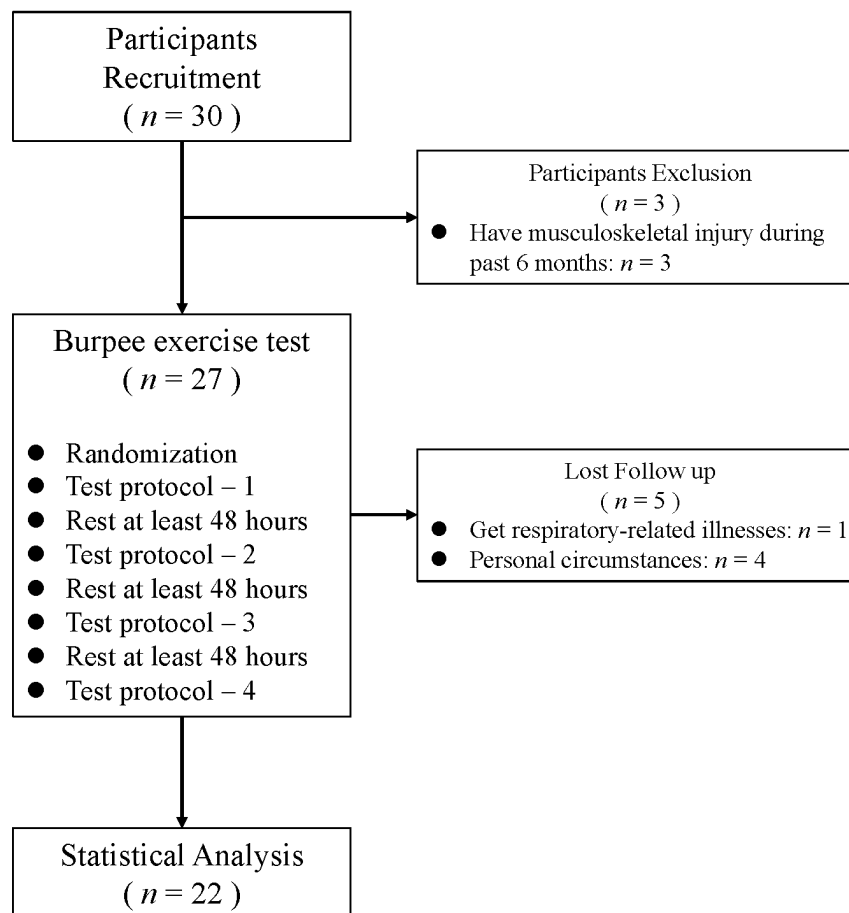 Participants
Recruitment
( n = 30 )
Participants Exclusion
( n = 3 )
● Have musculoskeletal injury during
past 6 months: n = 3
Burpee exercise test
( n = 27 )
● Randomization
● Test protocol – 1
● Rest at least 48 hours
● Test protocol – 2
● Rest at least 48 hours
● Test protocol – 3
● Rest at least 48 hours
● Test protocol – 4
Lost Follow up
( n = 5 )
● Get respiratory-related illnesses: n = 1
● Personal circumstances: n = 4
Statistical Analysis
( n = 22 )